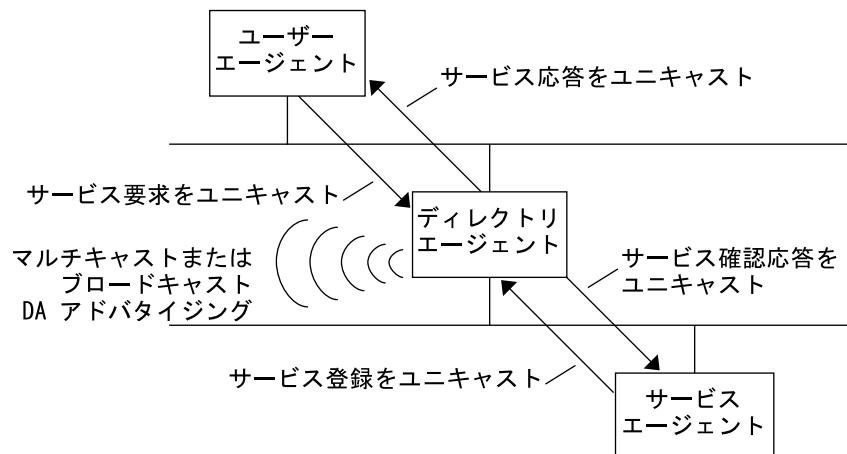 ユーザー
エージェント
サービス応答をユニキャスト
サービス要求をユニキャスト
ディレクトリ
エージェント
マルチキャストまたは
ブロードキャスト
DA アドバタイジング
サービス確認応答を
ユニキャスト
サービス登録をユニキャスト
サービス
エージェント